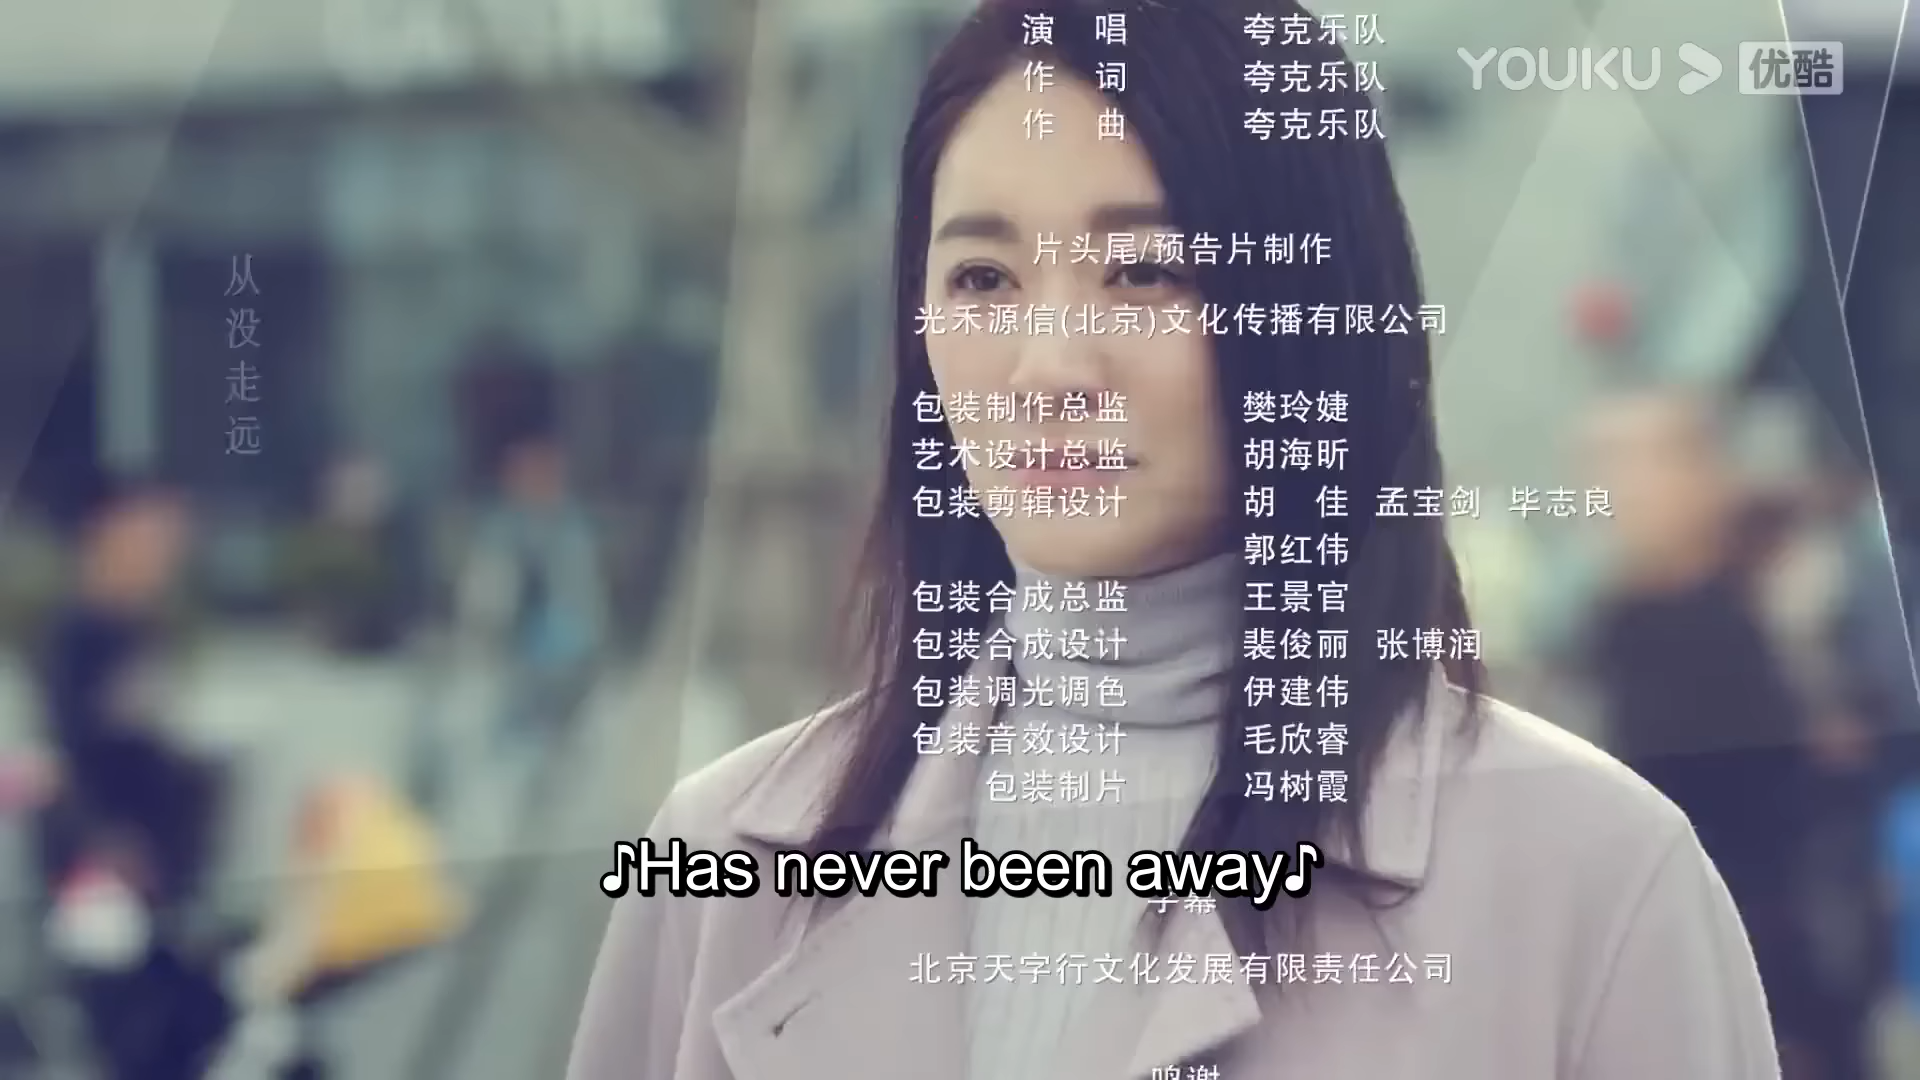 演 唱 夸克乐队
YOUKU 优酷
作 词 夸克乐队
作 曲 夸克乐队
片头尾/预告片制作
从没走远
光禾源信(北京)文化传播有限公司
包装制作总监 樊玲婕
艺术设计总监 胡海昕
包装剪辑设计 胡 佳 孟宝剑 毕志良
郭红伟
包装合成总监 王景官
包装合成设计 裴俊丽 张博润
包装调光调色 伊建伟
包装音效设计 毛欣睿
包装制片 冯树霞
♪Has never been away♪
字幕
北京天字行文化发展有限责任公司
鸣谢